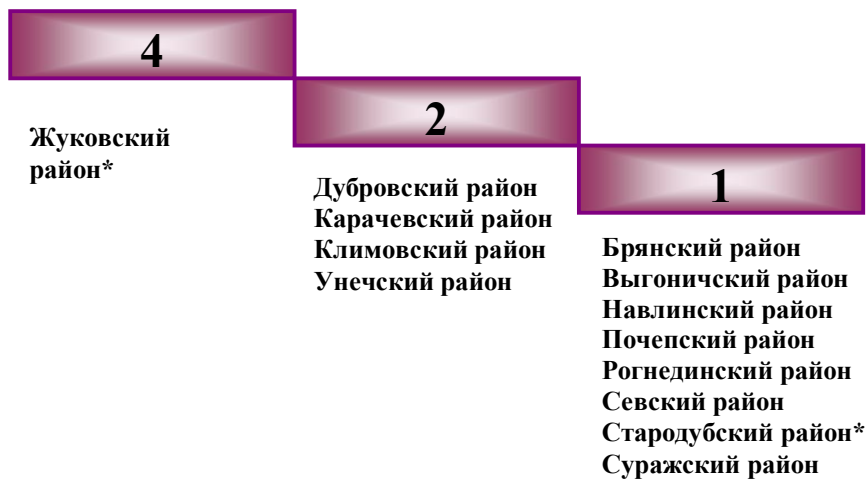 4
Жуковский
район*
2
Дубровский район
Карачевский район
Климовский район
Унечский район
1
Брянский район
Выгоничский район
Навлинский район
Почепский район
Рогнединский район
Севский район
Стародубский район*
Суражский район